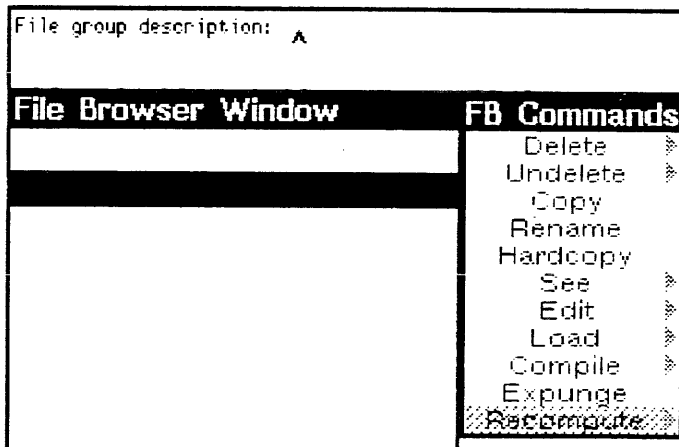 File group description:
File Browser Window
FB Commands
Delete
Undelete
Copy
Rename
Hardcopy
See
Edit
Load
Compile
Expunge
Recompute